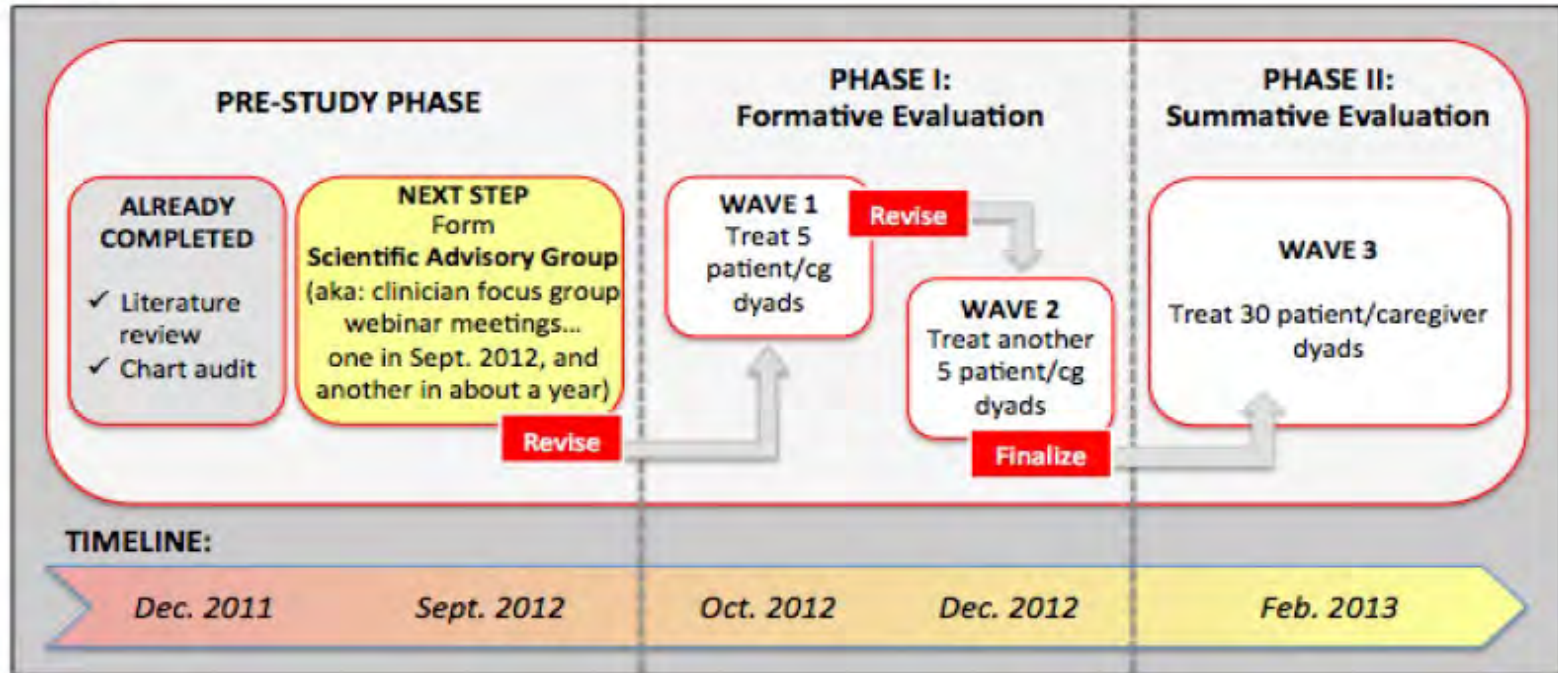 PRE-STUDY PHASE
ALREADY
COMPLETED
✓ Literature
review
✓ Chart audit
NEXT STEP
Form
Scientific Advisory Group
(aka: clinician focus group
webinar meetings...
one in Sept. 2012, and
another in about a year)
Revise
PHASE I:
Formative Evaluation
WAVE 1
Treat 5
patient/cg
dyads
Revise
WAVE 2
Treat another
5 patient/cg
dyads
Finalize
PHASE II:
Summative Evaluation
WAVE 3
Treat 30 patient/caregiver
dyads
TIMELINE:
Dec. 2011
Sept. 2012
Oct. 2012
Dec. 2012
Feb. 2013